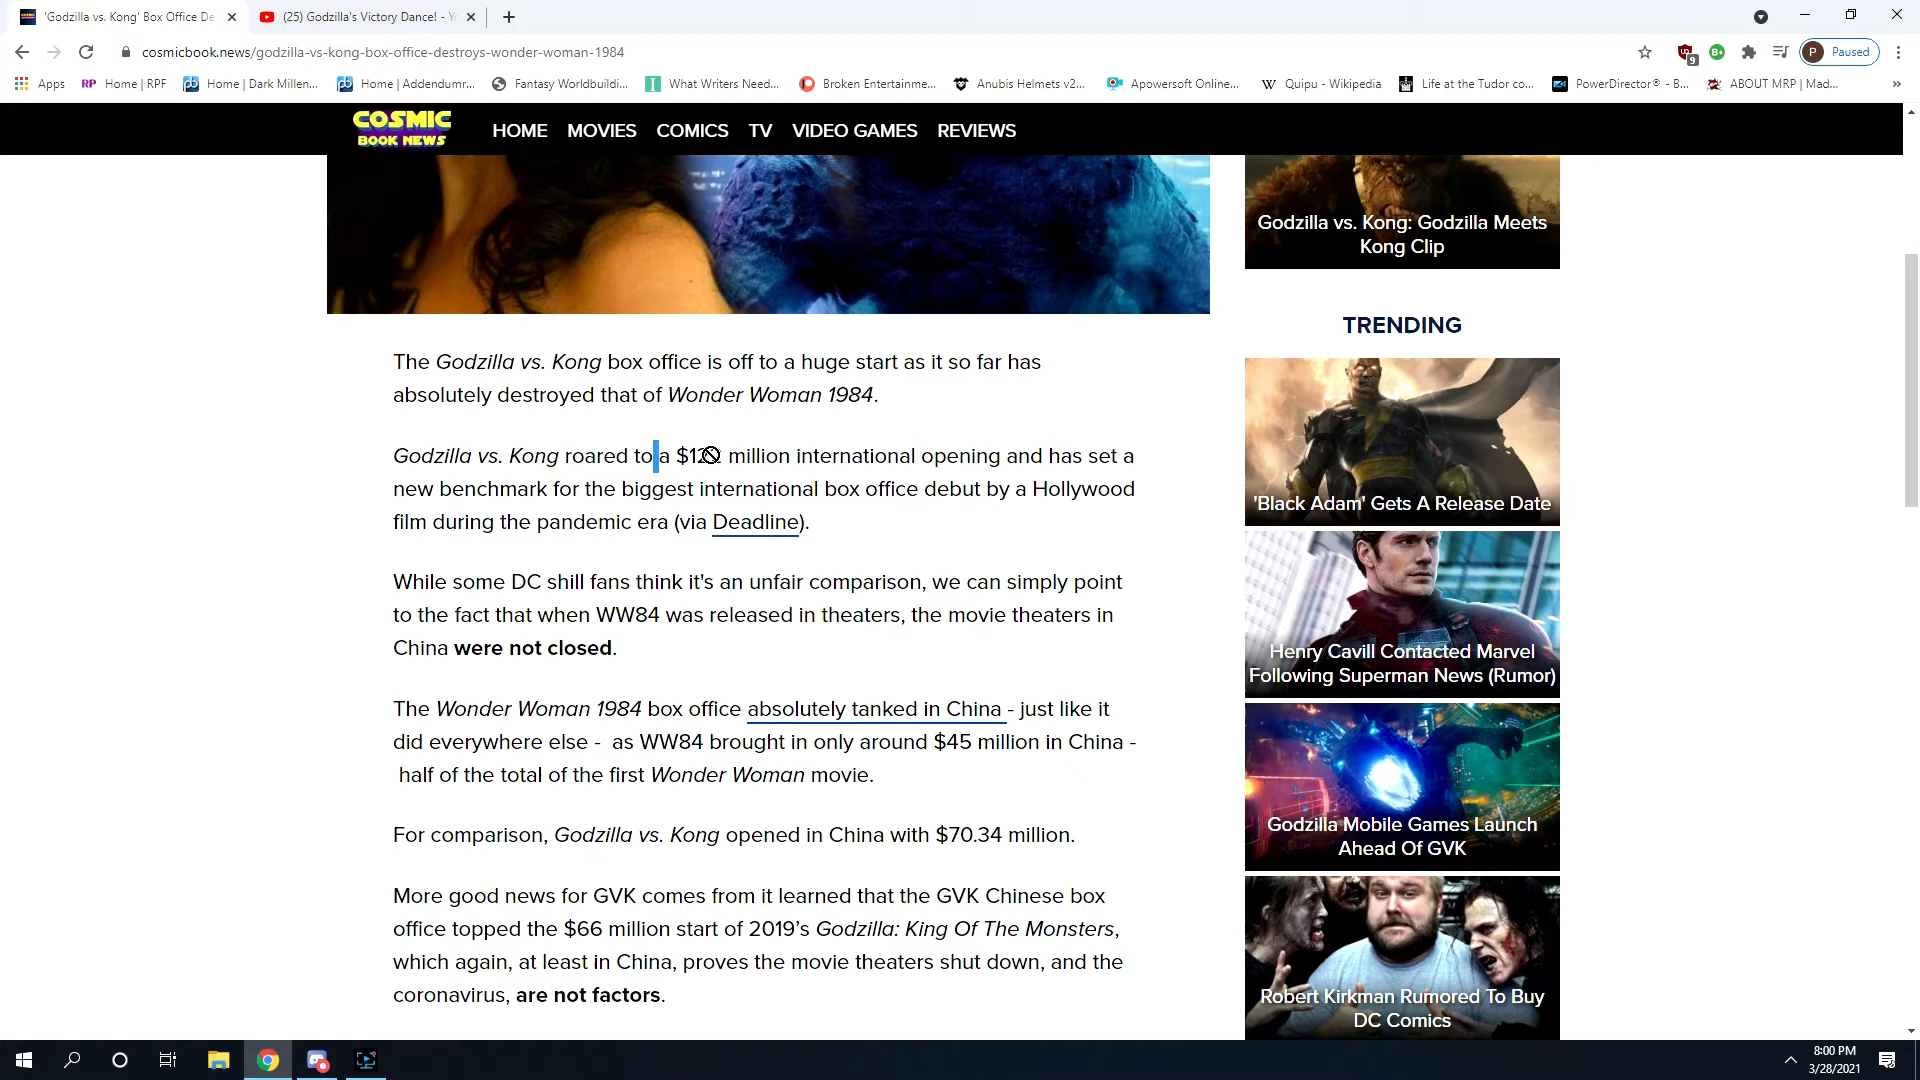 'Godzilla vs. Kong' Box Office De
(25) Godzilla's Victory Dance! - Yo
cosmicbook.news/godzilla-vs-kong-box-office-destroys-wonder-woman-1984
9
P Paused
Apps
RP Home | RPF
Home | Dark Millen...
Home | Addendumr...
Fantasy Worldbuildi...
What Writers Need...
Broken Entertainme...
Anubis Helmets v2...
Apowersoft Online...
W Quipu - Wikipedia
Life at the Tudor co...
PowerDirector® - B...
ABOUT MRP | Mad...
COSMIC
BOOK NEWS
HOME MOVIES COMICS TV VIDEO GAMES REVIEWS
The Godzilla vs. Kong box office is off to a huge start as it so far has
absolutely destroyed that of Wonder Woman 1984.
Godzilla vs. Kong roared to a million international opening and has set a
new benchmark for the biggest international box office debut by a Hollywood
film during the pandemic era (via Deadline).
While some DC shill fans think it's an unfair comparison, we can simply point
to the fact that when WW84 was released in theaters, the movie theaters in
China were not closed.
The Wonder Woman 1984 box office absolutely tanked in China - just like it
did everywhere else - as WW84 brought in only around $45 million in China -
half of the total of the first Wonder Woman movie.
For comparison, Godzilla vs. Kong opened in China with $70.34 million.
More good news for GVK comes from it learned that the GVK Chinese box
office topped the $66 million start of 2019's Godzilla: King Of The Monsters,
which again, at least in China, proves the movie theaters shut down, and the
coronavirus, are not factors.
Godzilla vs. Kong: Godzilla Meets
Kong Clip
TRENDING
'Black Adam' Gets A Release Date
Henry Cavill Contacted Marvel
Following Superman News (Rumor)
Godzilla Mobile Games Launch
Ahead Of GVK
Robert Kirkman Rumored To Buy
DC Comics
8:00 PM
3/28/2021